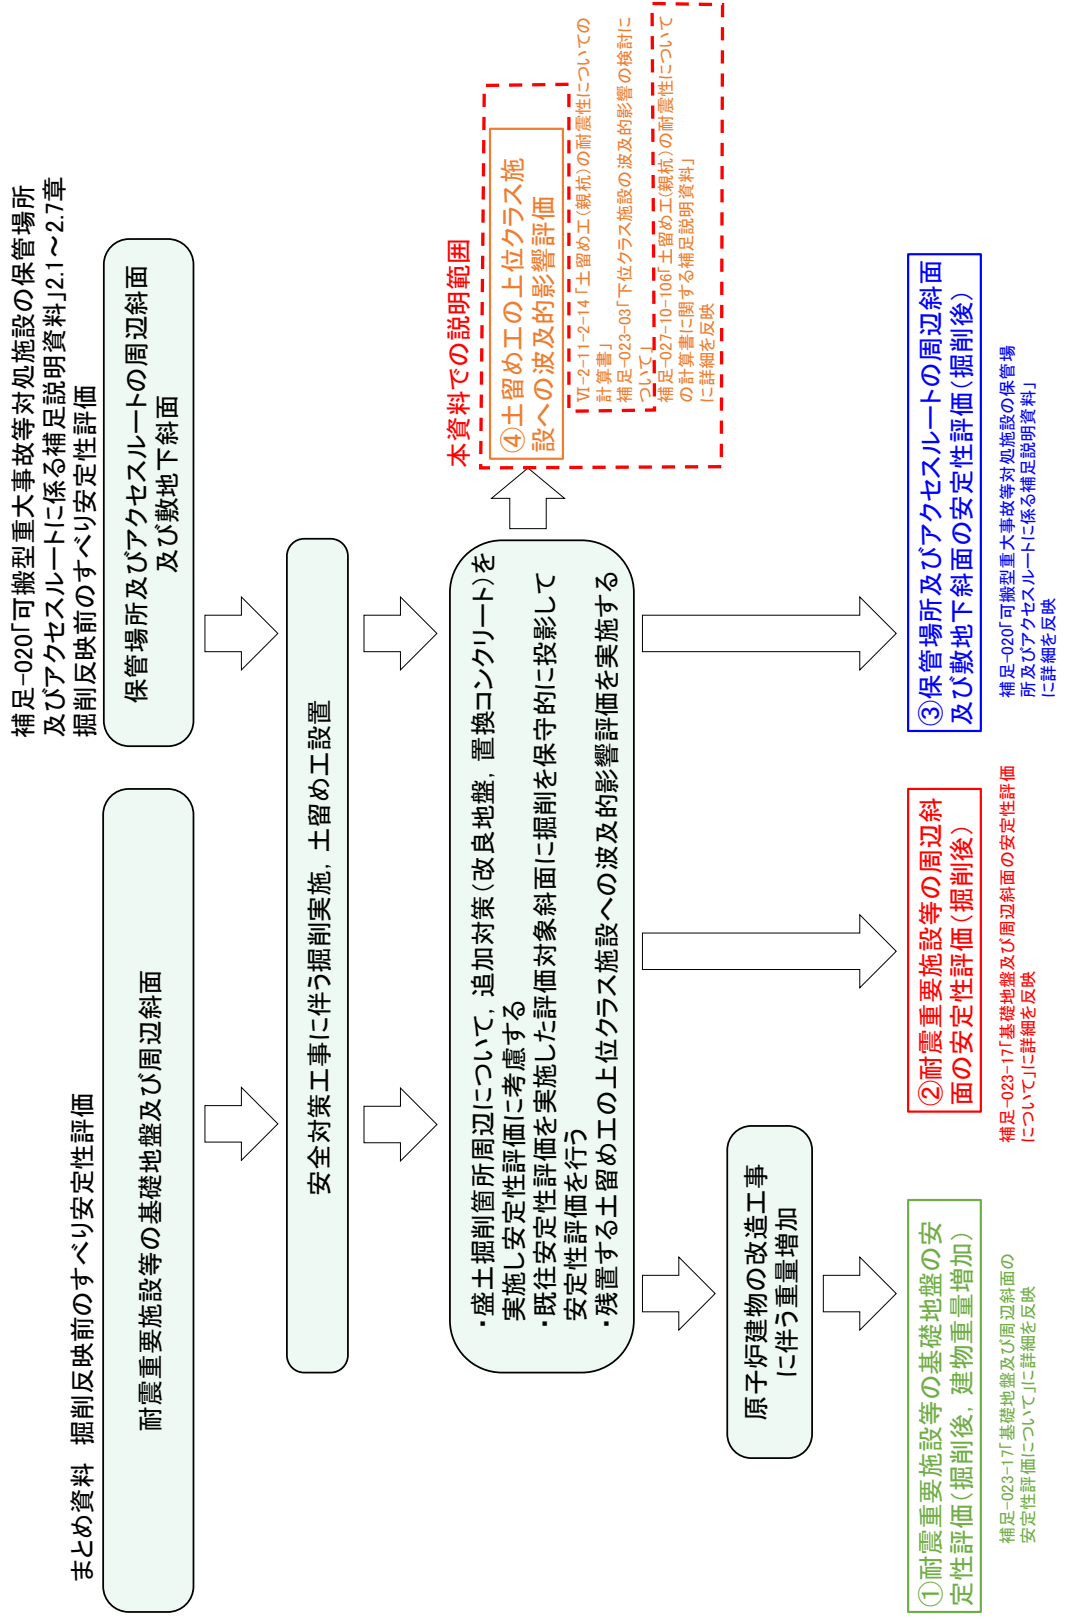 まとめ資料　掘削反映前のすべり安定性評価
耐震重要施設等の基礎地盤及び周辺斜面
補足-020「可搬型重大事故等対処施設の保管場所
及びアクセスルートに係る補足説明資料」2.1～2.7章
掘削反映前のすべり安定性評価
保管場所及びアクセスルートの周辺斜面
及び敷地下斜面
安全対策工事に伴う掘削実施，土留め工設置
・盛土掘削箇所周辺について，追加対策（改良地盤，置換コンクリート）を
実施し安定性評価に考慮する
・既往安定性評価を実施した評価対象斜面に掘削を保守的に投影して
安定性評価を行う
・残置する土留め工の上位クラス施設への波及的影響評価を実施する
本資料での説明範囲
④土留め工の上位クラス施
設への波及的影響評価
Ⅵ-2-11-2-14「土留め工（親杭）の耐震性についての
計算書」
補足-023-03「下位クラス施設の波及的影響の検討に
ついて」
補足-027-10-106「土留め工（親杭）の耐震性について
の計算書に関する補足説明資料」
に詳細を反映
原子炉建物の改造工事
に伴う重量増加
①耐震重要施設等の基礎地盤の安
定性評価（掘削後，建物重量増加）
補足-023-17「基礎地盤及び周辺斜面の
安定性評価について」に詳細を反映
②耐震重要施設等の周辺斜
面の安定性評価（掘削後）
補足-023-17「基礎地盤及び周辺斜面の安定性評価
について」に詳細を反映
③保管場所及びアクセスルートの周辺斜面
及び敷地下斜面の安定性評価（掘削後）
補足-020「可搬型重大事故等対処施設の保管場
所及びアクセスルートに係る補足説明資料」
に詳細を反映